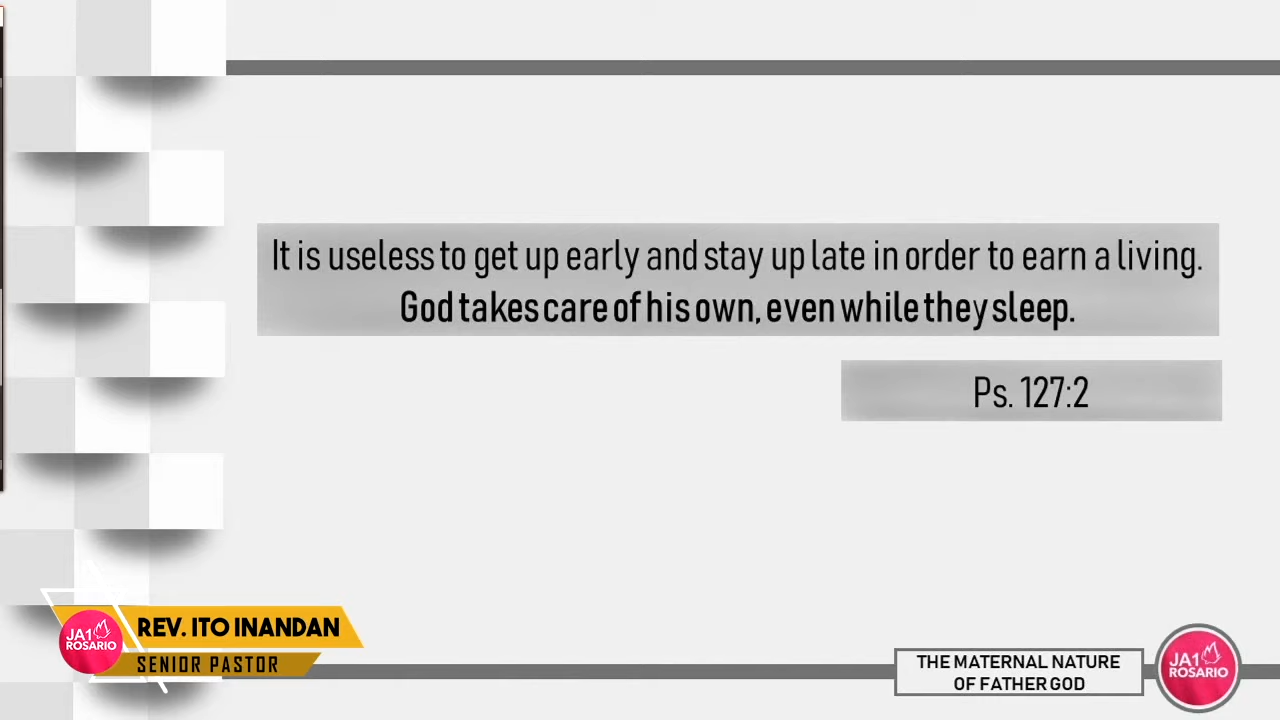 It is useless to get up early and stay up late in order to earn a living.
God takes care of his own, even while they sleep.
Ps. 127:2
JA1
ROSARIO
REV. ITO INANDAN
SENIOR PASTOR
THE MATERNAL NATURE
OF FATHER GOD
JA1
ROSARIO